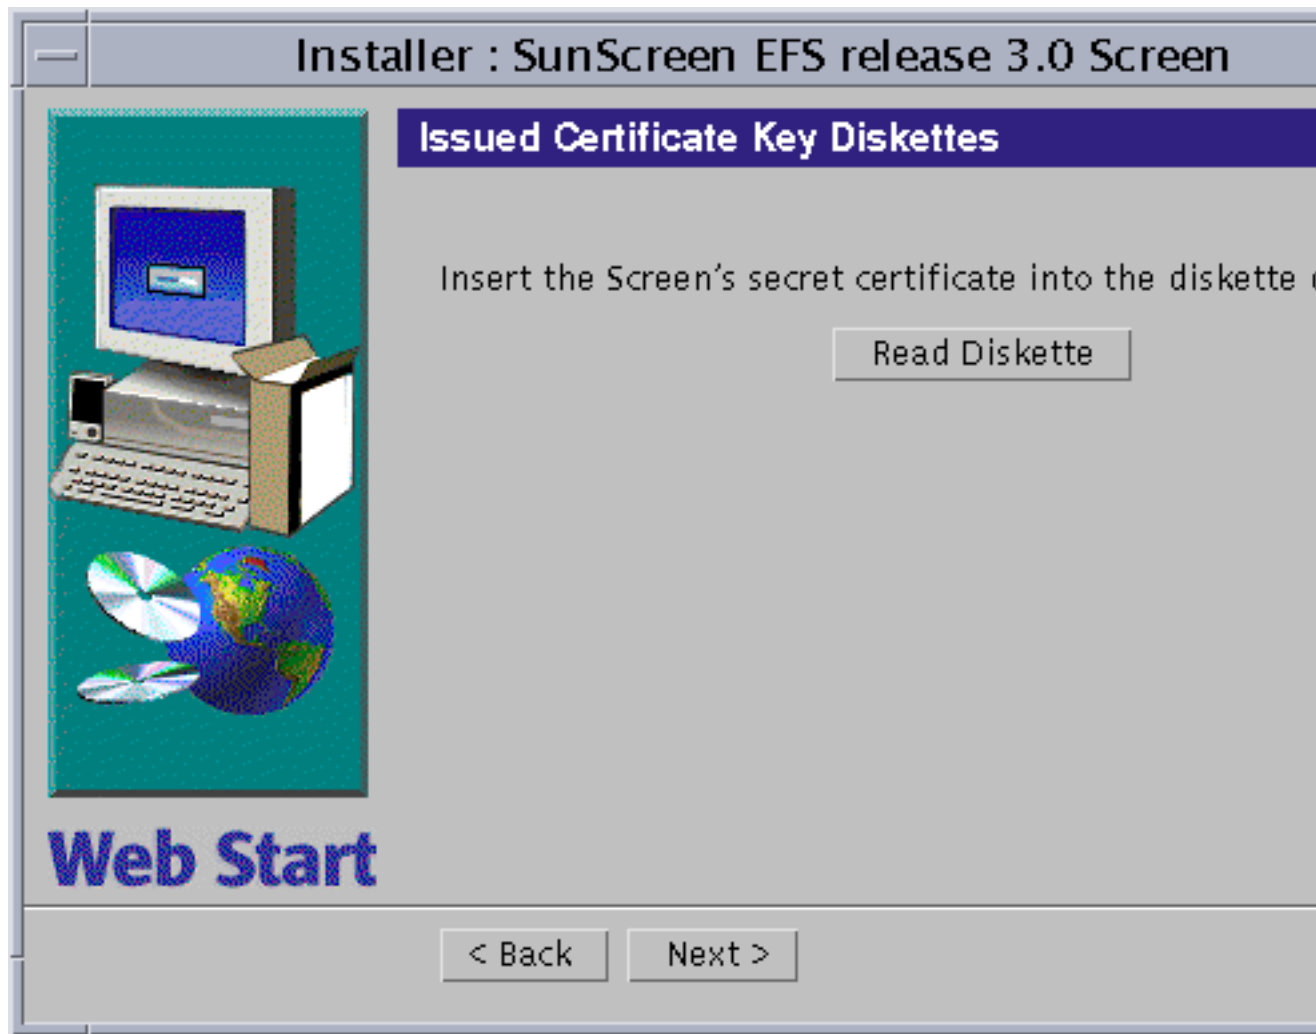 Installer : SunScreen EFS release 3.0 Screen
Issued Certificate Key Diskettes
Insert the Screen's secret certificate into the diskette
Read Diskette
Web Start
< Back
Next >